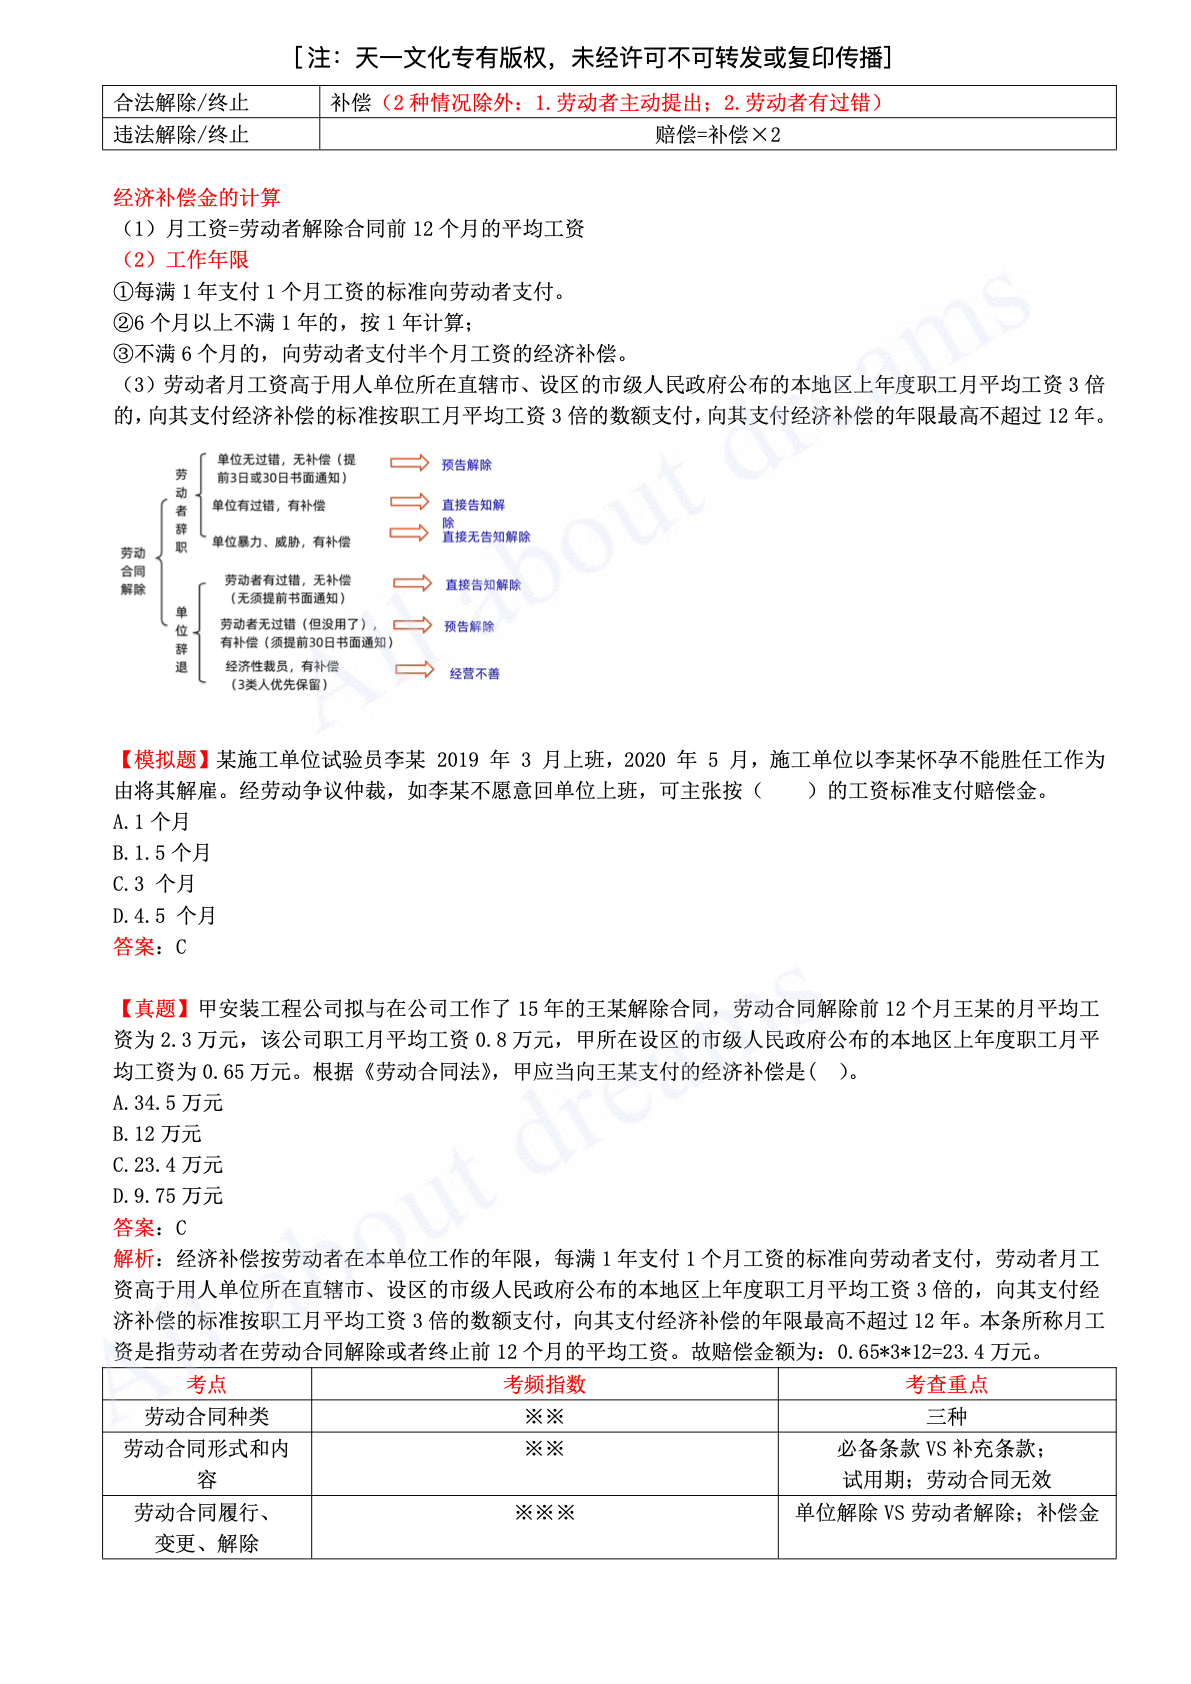 [注：天一文化专有版权，未经许可不可转发或复印传播]
合法解除/终止 补偿（2种情况除外：1.劳动者主动提出；2.劳动者有过错）
违法解除/终止 赔偿=补偿×2
经济补偿金的计算
（1）月工资=劳动者解除合同前12个月的平均工资
（2）工作年限
①每满1年支付1个月工资的标准向劳动者支付。
②6个月以上不满1年的，按1年计算；
③不满6个月的，向劳动者支付半个月工资的经济补偿。
（3）劳动者月工资高于用人单位所在直辖市、设区的市级人民政府公布的本地区上年度职工月平均工资3倍
的，向其支付经济补偿的标准按职工月平均工资3倍的数额支付，向其支付经济补偿的年限最高不超过12年。
劳动
合同
解除
劳
动
者
辞
职
单位无过错，无补偿（提
前3日或30日书面通知）
预告解除
单位有过错，有补偿
直接告知解
除
单位暴力、威胁，有补偿
直接无告知解除
单
位
辞
退
劳动者有过错，无补偿
（无须提前书面通知）
直接告知解除
劳动者无过错（但没用了），
有补偿（须提前30日书面通知）
预告解除
经济性裁员，有补偿
（3类人优先保留）
经营不善
【模拟题】某施工单位试验员李某 2019 年 3 月上班，2020 年 5 月，施工单位以李某怀孕不能胜任工作为
由将其解雇。经劳动争议仲裁，如李某不愿意回单位上班，可主张按（　　）的工资标准支付赔偿金。
A.1个月
B.1.5个月
C.3 个月
D.4.5 个月
答案：C
【真题】甲安装工程公司拟与在公司工作了15年的王某解除合同，劳动合同解除前12个月王某的月平均工
资为2.3万元，该公司职工月平均工资0.8万元，甲所在设区的市级人民政府公布的本地区上年度职工月平
均工资为0.65万元。根据《劳动合同法》，甲应当向王某支付的经济补偿是(　)。
A.34.5万元
B.12万元
C.23.4万元
D.9.75万元
答案：C
解析：经济补偿按劳动者在本单位工作的年限，每满1年支付1个月工资的标准向劳动者支付，劳动者月工
资高于用人单位所在直辖市、设区的市级人民政府公布的本地区上年度职工月平均工资3倍的，向其支付经
济补偿的标准按职工月平均工资3倍的数额支付，向其支付经济补偿的年限最高不超过12年。本条所称月工
资是指劳动者在劳动合同解除或者终止前12个月的平均工资。故赔偿金额为：0.65*3*12=23.4万元。
考点 考频指数 考查重点
劳动合同种类 ※※ 三种
劳动合同形式和内 ※※ 必备条款VS补充条款；
容 试用期；劳动合同无效
劳动合同履行、 ※※※ 单位解除VS劳动者解除；补偿金
变更、解除
All about dreams
All about dreams